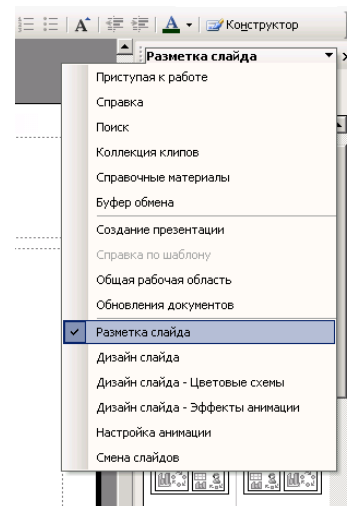 Конструктор
Разметка слайда
Приступая к работе
Справка
Поиск
Коллекция клипов
Справочные материалы
Буфер обмена
Создание презентации
Справка по шаблону
Общая рабочая область
Обновления документов
Разметка слайда
Дизайн слайда
Дизайн слайда - Цветовые схемы
Дизайн слайда - Эффекты анимации
Настройка анимации
Смена слайдов